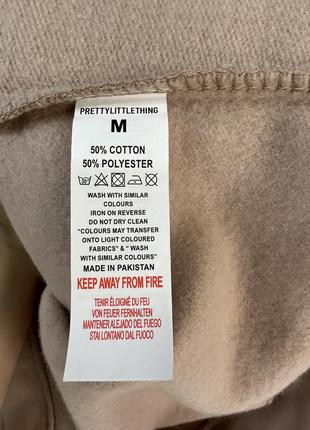 PRETTYLITTLETHING
M
50% COTTON
50% POLYESTER
WASH WITH SIMILAR
COLOURS
IRON ON REVERSE
DO NOT DRY CLEAN
"COLOURS MAY TRANSFER
ONTO LIGHT COLOURED
FABRICS" & " WASH
WITH SIMILAR COLOURS"
MADE IN PAKISTAN
KEEP AWAY FROM FIRE
TENIR ÉLOIGNÉ DU FEU
VON FEUER FERNHALTEN
MANTENER ALEJADO DEL FUEGO
STAI LONTANO DAL FUOCO